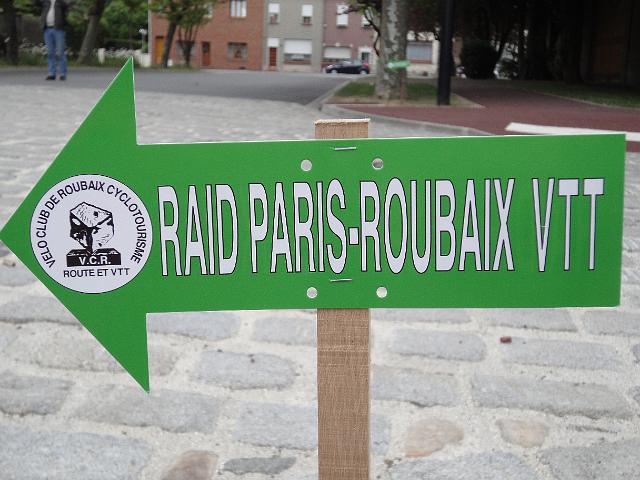 VELO CLUB DE ROUBAIX CYCLOTOURISME
V.C.R.
ROUTE ET VTT
RAID PARIS-ROUBAIX VTT